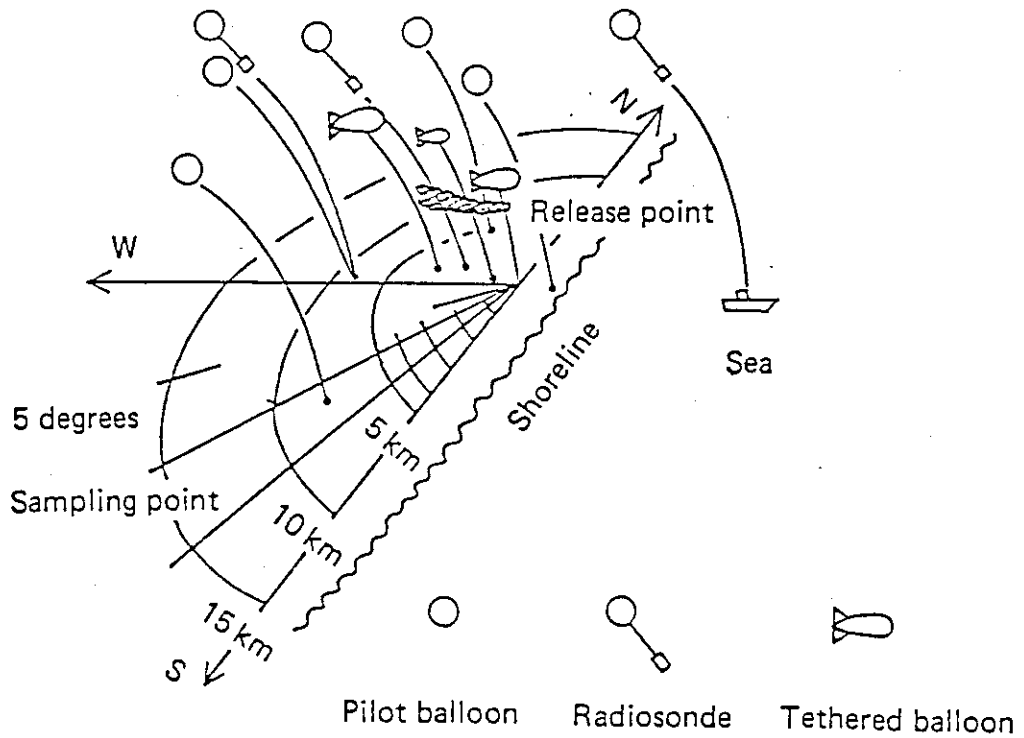 N
Release point
W
Sea
Shoreline
5 degrees
5 km
Sampling point
10 km
15 km
S
Pilot balloon
Radiosonde
Tethered balloon